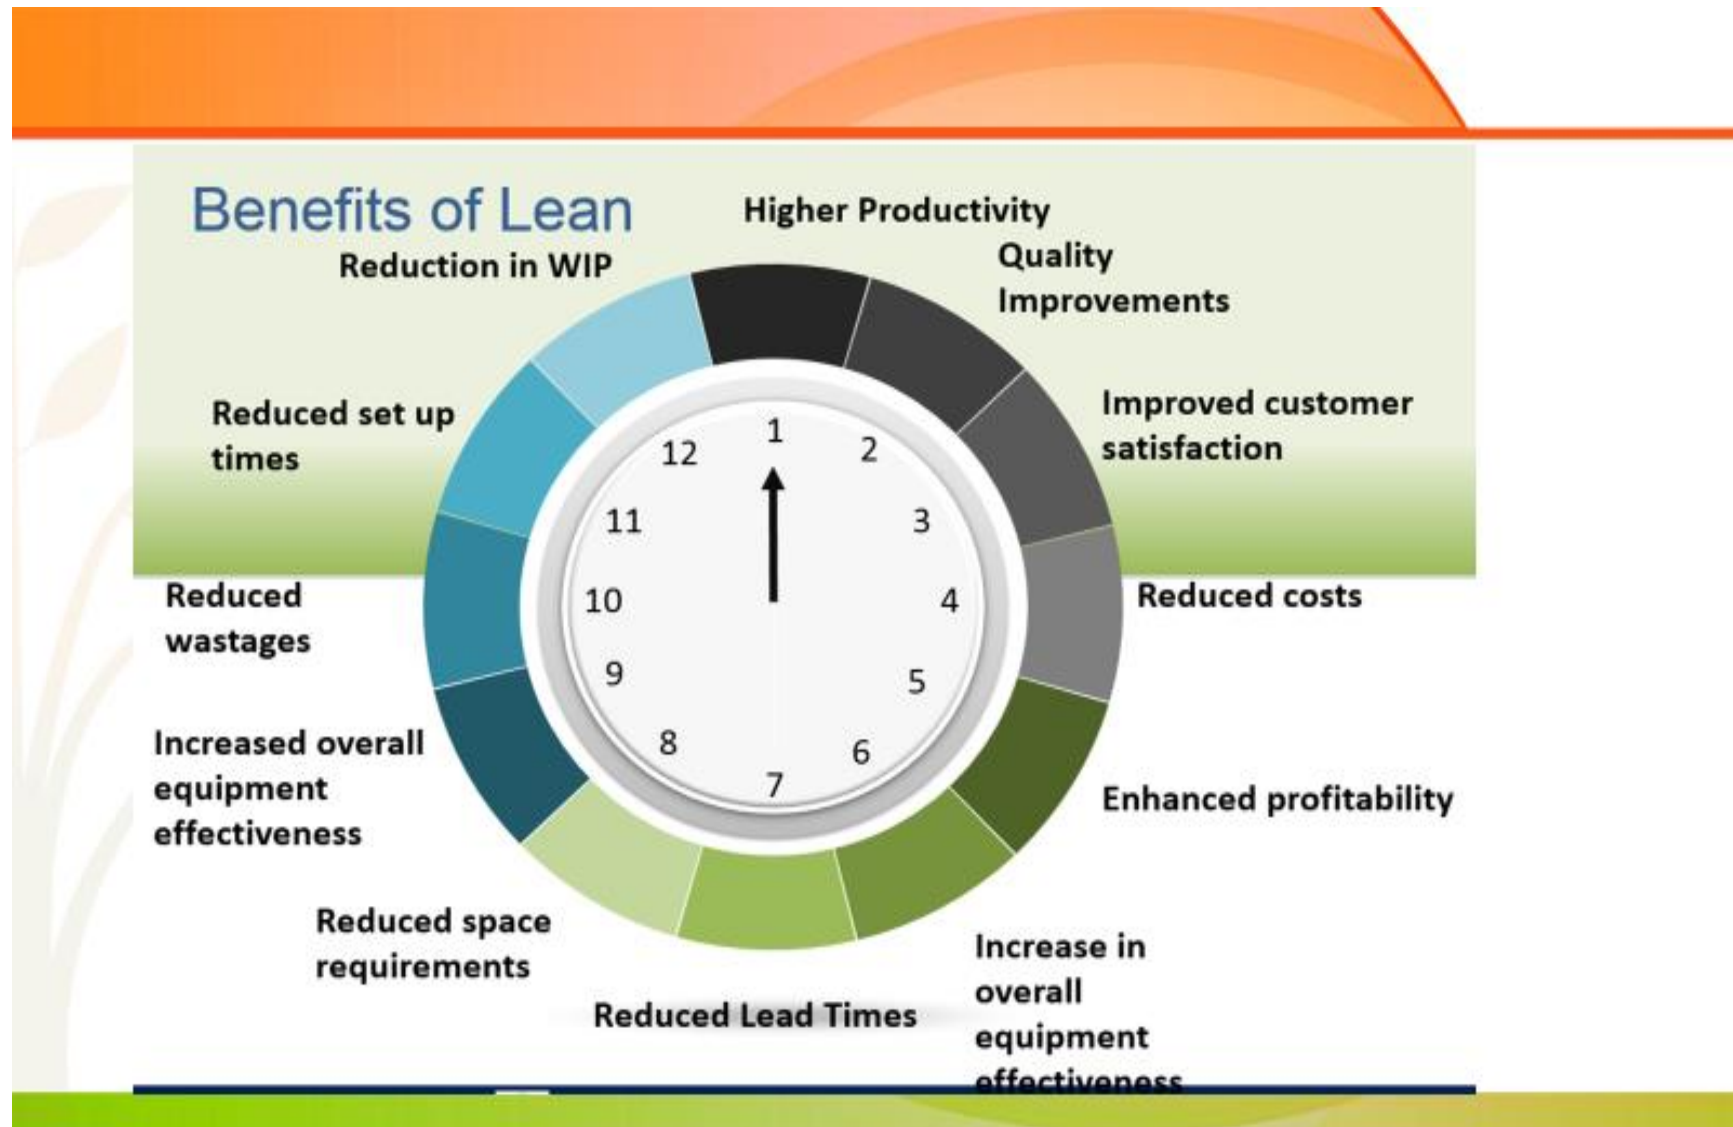 Benefits of Lean
Higher Productivity
Quality
Improvements
Improved customer
satisfaction
Reduced costs
Enhanced profitability
Increase in
overall
equipment
effectiveness
Reduced Lead Times
Reduced space
requirements
Increased overall
equipment
effectiveness
Reduced
wastages
Reduced set up
times
Reduction in WIP
1
2
3
4
5
6
7
8
9
10
11
12